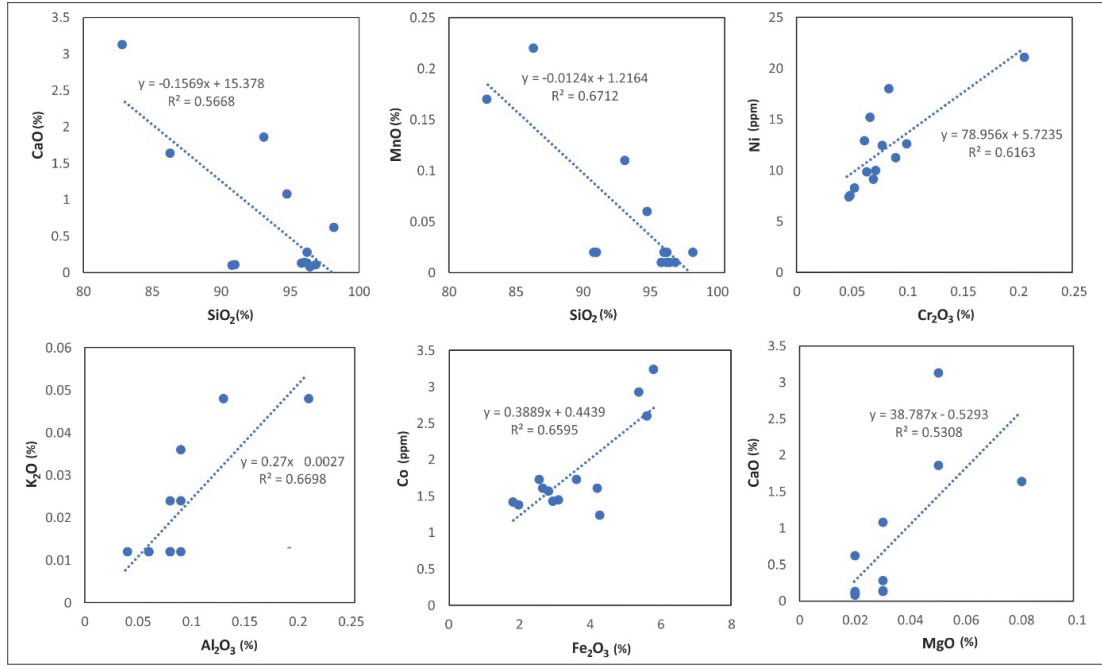 3.5
3
2.5
2
1.5
1
0.5
0
80 85 90 95 100
CaO (%)
SiO₂ (%)
y = -0.1569x + 15.378
R² = 0.5668
0.25
0.2
0.15
0.1
0.05
0
80 85 90 95 100
MnO (%)
SiO₂ (%)
y = -0.0124x + 1.2164
R² = 0.6712
25
20
15
10
5
0 0.05 0.1 0.15 0.2 0.25
Ni (ppm)
Cr₂O₃ (%)
y = 78.956x + 5.7235
R² = 0.6163
0.06
0.05
0.04
0.03
0.02
0.01
0
0 0.05 0.1 0.15 0.2 0.25
K₂O (%)
Al₂O₃ (%)
y = 0.27x 0.0027
R² = 0.6698
-
3.5
3
2.5
2
1.5
1
0.5
0
0 2 4 6 8
Co (ppm)
Fe₂O₃ (%)
y = 0.3889x + 0.4439
R² = 0.6595
3.5
3
2.5
2
1.5
1
0.5
0
0 0.02 0.04 0.06 0.08 0.1
CaO (%)
MgO (%)
y = 38.787x - 0.5293
R² = 0.5308